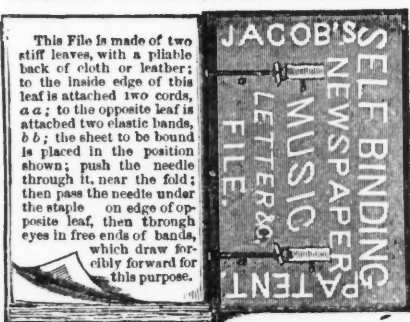 This File is made of two
stiff leaves, with a pliable
back of cloth or leather;
to the inside edge of this
leaf is attached two cords,
a a; to the opposite leaf is
attached two elastic bands,
b b; the sheet to be bound
is placed in the position
shown; push the needle
through it, near the fold;
then pass the needle under
the staple on edge of op-
posite leaf, then through
eyes in free ends of bands,
which draw for-
cibly forward for
this purpose.
JACOB'S
SELF BINDING
NEWSPAPER
MUSIC
LETTER &C,
FILE.
PATENT